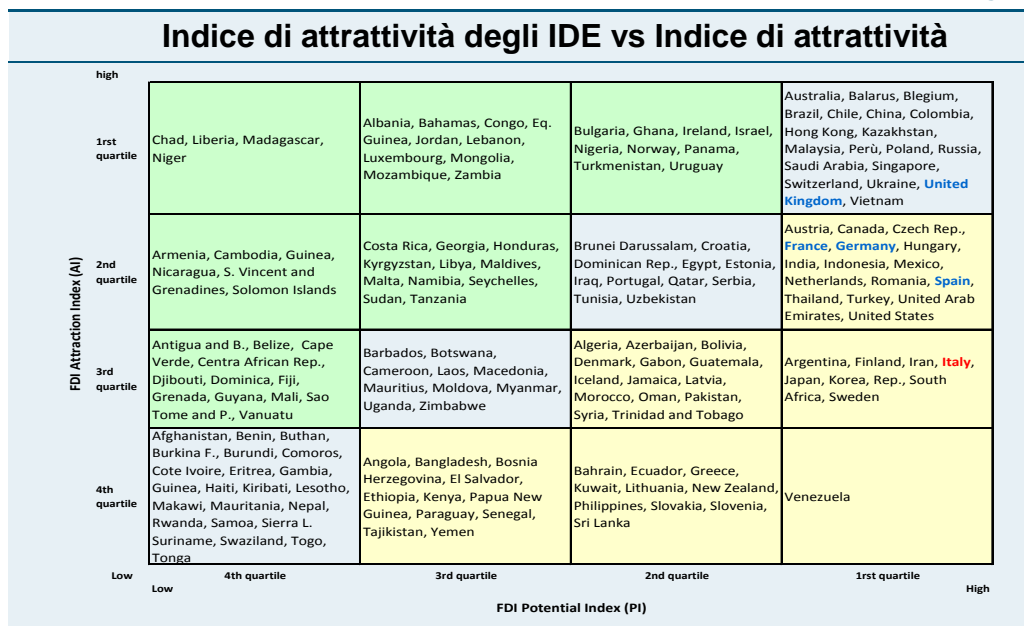 Indice di attrattività degli IDE vs Indice di attrattività
high
FDI Attraction Index (AI)
1rst
quartile
Chad, Liberia, Madagascar,
Niger
Albania, Bahamas, Congo, Eq.
Guinea, Jordan, Lebanon,
Luxembourg, Mongolia,
Mozambique, Zambia
Bulgaria, Ghana, Ireland, Israel,
Nigeria, Norway, Panama,
Turkmenistan, Uruguay
Australia, Balarus, Blegium,
Brazil, Chile, China, Colombia,
Hong Kong, Kazakhstan,
Malaysia, Perù, Poland, Russia,
Saudi Arabia, Singapore,
Switzerland, Ukraine, United
Kingdom, Vietnam
2nd
quartile
Armenia, Cambodia, Guinea,
Nicaragua, S. Vincent and
Grenadines, Solomon Islands
Costa Rica, Georgia, Honduras,
Kyrgyzstan, Libya, Maldives,
Malta, Namibia, Seychelles,
Sudan, Tanzania
Brunei Darussalam, Croatia,
Dominican Rep., Egypt, Estonia,
Iraq, Portugal, Qatar, Serbia,
Tunisia, Uzbekistan
Austria, Canada, Czech Rep.,
France, Germany, Hungary,
India, Indonesia, Mexico,
Netherlands, Romania, Spain,
Thailand, Turkey, United Arab
Emirates, United States
3rd
quartile
Antigua and B., Belize, Cape
Verde, Centra African Rep.,
Djibouti, Dominica, Fiji,
Grenada, Guyana, Mali, Sao
Tome and P., Vanuatu
Barbados, Botswana,
Cameroon, Laos, Macedonia,
Mauritius, Moldova, Myanmar,
Uganda, Zimbabwe
Algeria, Azerbaijan, Bolivia,
Denmark, Gabon, Guatemala,
Iceland, Jamaica, Latvia,
Morocco, Oman, Pakistan,
Syria, Trinidad and Tobago
Argentina, Finland, Iran, Italy,
Japan, Korea, Rep., South
Africa, Sweden
4th
quartile
Afghanistan, Benin, Buthan,
Burkina F., Burundi, Comoros,
Cote Ivoire, Eritrea, Gambia,
Guinea, Haiti, Kiribati, Lesotho,
Makawi, Mauritania, Nepal,
Rwanda, Samoa, Sierra L.
Suriname, Swaziland, Togo,
Tonga
Angola, Bangladesh, Bosnia
Herzegovina, El Salvador,
Ethiopia, Kenya, Papua New
Guinea, Paraguay, Senegal,
Tajikistan, Yemen
Bahrain, Ecuador, Greece,
Kuwait, Lithuania, New Zealand,
Philippines, Slovakia, Slovenia,
Sri Lanka
Venezuela
Low
4th quartile
3rd quartile
2nd quartile
1rst quartile
Low
High
FDI Potential Index (PI)